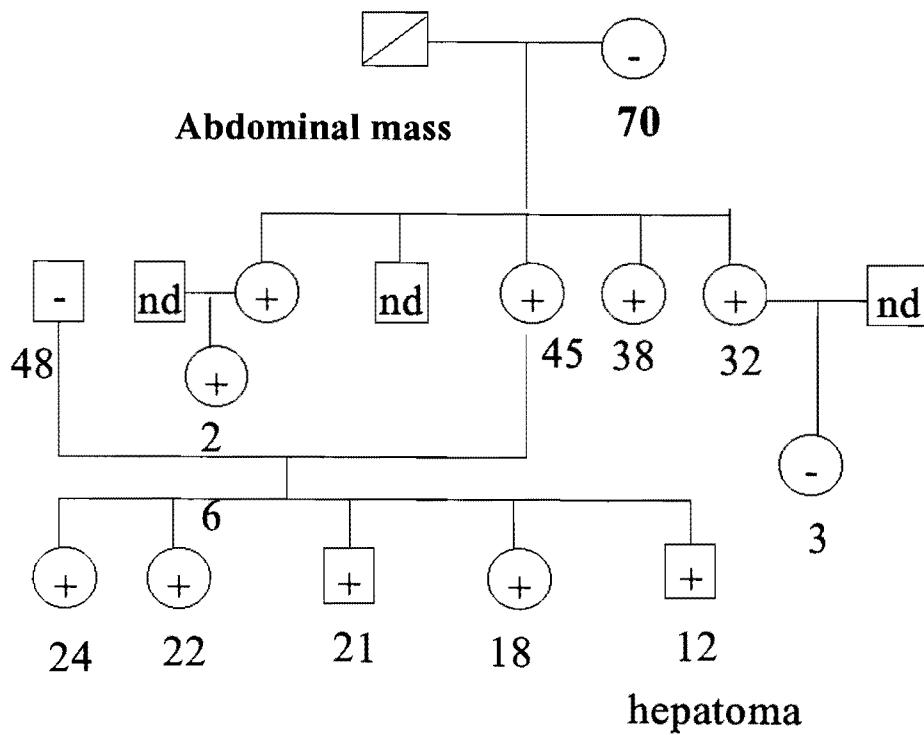 -
Abdominal mass
70
- nd + nd + + + nd
48
45 38 32
+
2
6
-
3
+ + + + +
24 22 21 18 12
hepatoma